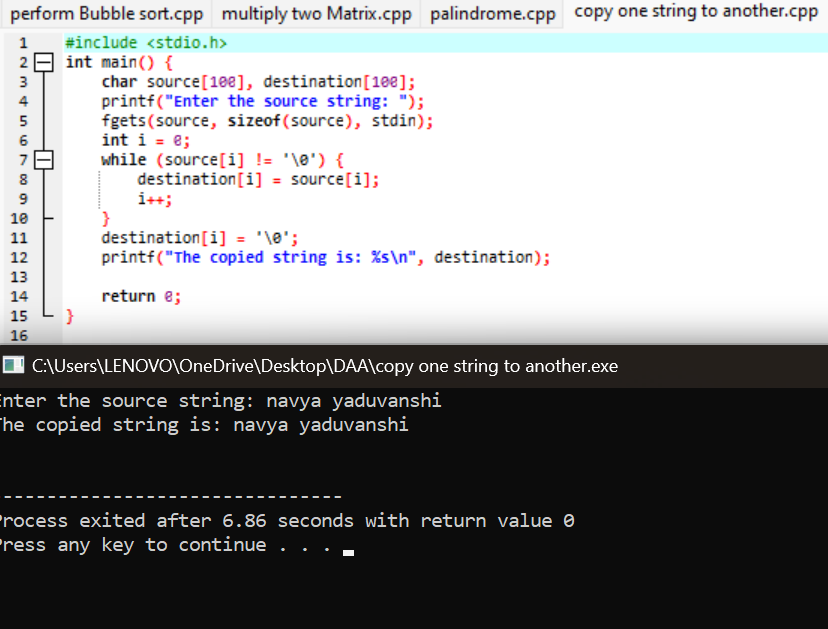 perform Bubble sort.cpp multiply two Matrix.cpp palindrome.cpp copy one string to another.cpp
1 #include <stdio.h>
2 int main() {
3 char source[100], destination[100];
4 printf("Enter the source string: ");
5 fgets(source, sizeof(source), stdin);
6 int i = 0;
7 while (source[i] != '\0') {
8 destination[i] = source[i];
9 i++;
10 }
11 destination[i] = '\0';
12 printf("The copied string is: %s\n", destination);
13
14 return 0;
15 }
16
C:\Users\LENOVO\OneDrive\Desktop\DAA\copy one string to another.exe
Enter the source string: navya yaduvanshi
The copied string is: navya yaduvanshi
--------------------------------
Process exited after 6.86 seconds with return value 0
Press any key to continue . . .